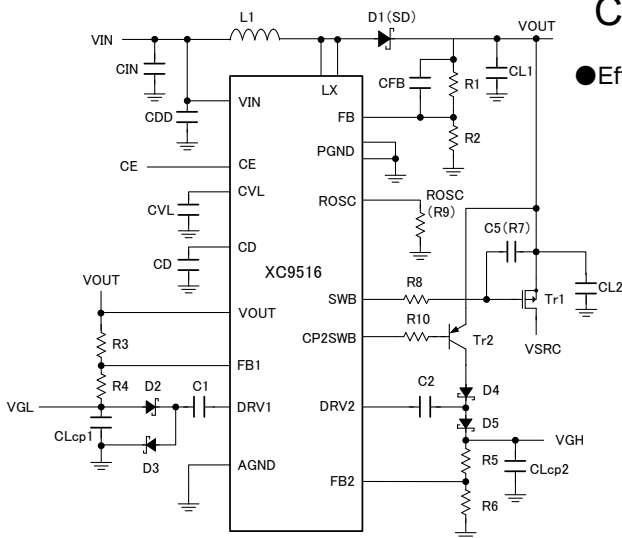 C
●Ef
L1
D1(SD)
VIN
VOUT
CIN
CDD
VIN
LX
CFB
R1
CL1
FB
R2
PGND
CE
CE
CVL
CVL
ROSC
ROSC
(R9)
CD
CD
C5(R7)
XC9516
VOUT
VOUT
SWB
R8
Tr1
CL2
CP2SWB
R10
Tr2
VSRC
R3
FB1
R4
D2
C1
C2
D4
VGL
DRV1
DRV2
D5
VGH
CLcp1
D3
R5
CLcp2
AGND
FB2
R6